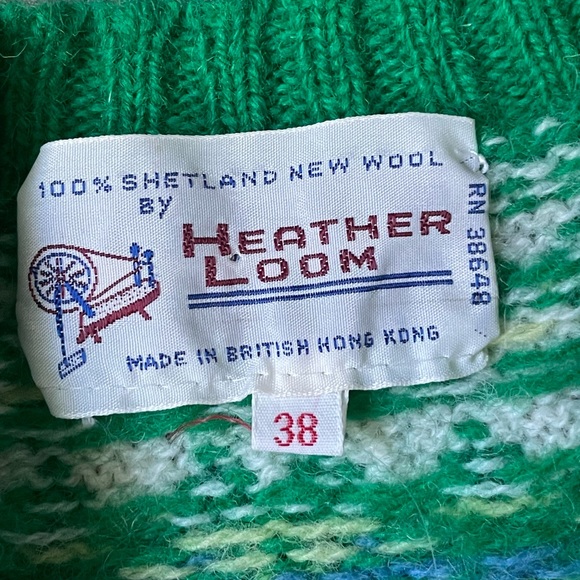 100% SHETLAND NEW WOOL
BY
HEATHER
LOOM
MADE IN BRITISH HONG KONG
RN 38648
38